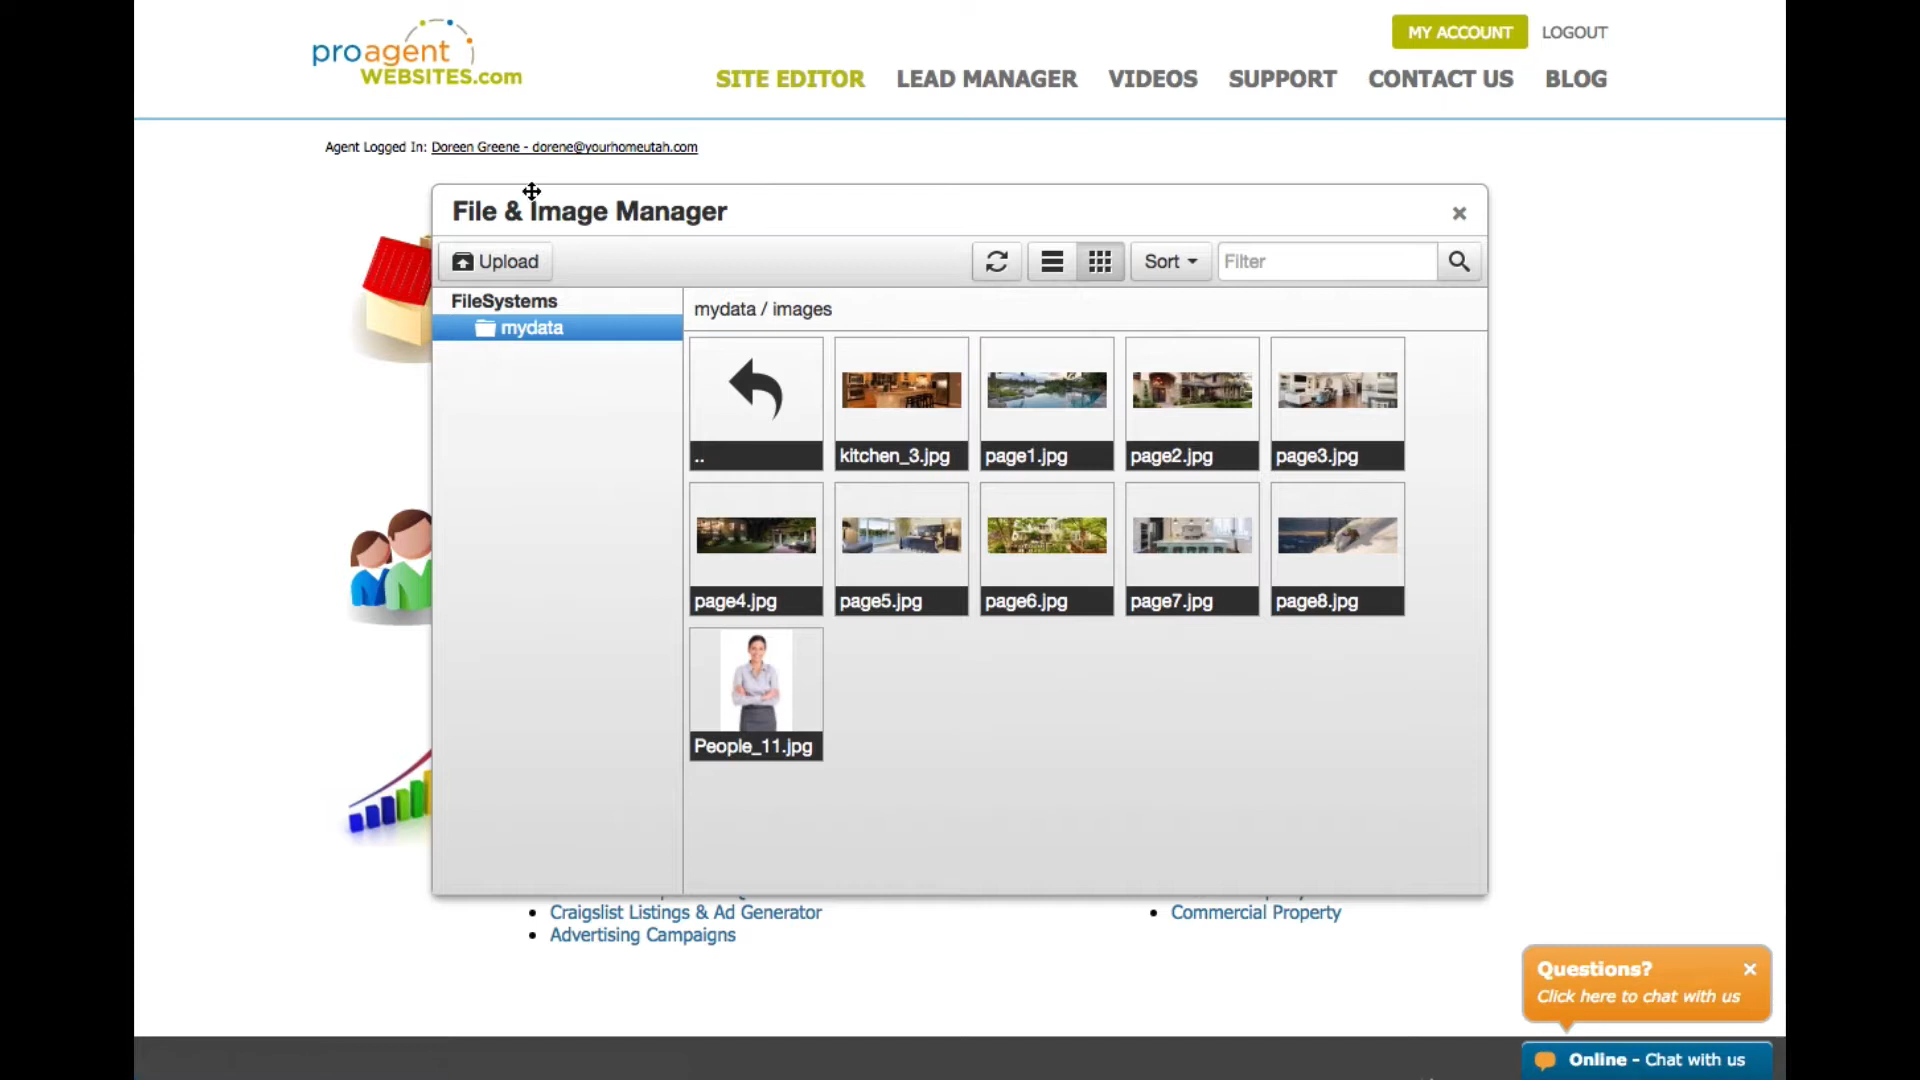 proagent
WEBSITES.com
MY ACCOUNT
LOGOUT
SITE EDITOR
LEAD MANAGER
VIDEOS
SUPPORT
CONTACT US
BLOG
Agent Logged In: Doreen Greene - dorene@yourhomeutah.com
File & Image Manager
×
Upload
Sort
Filter
FileSystems
mydata
mydata / images
..
kitchen_3.jpg
page1.jpg
page2.jpg
page3.jpg
page4.jpg
page5.jpg
page6.jpg
page7.jpg
page8.jpg
People_11.jpg
• Craigslist Listings & Ad Generator
• Advertising Campaigns
• Commercial Property
Questions?
×
Click here to chat with us
Online - Chat with us